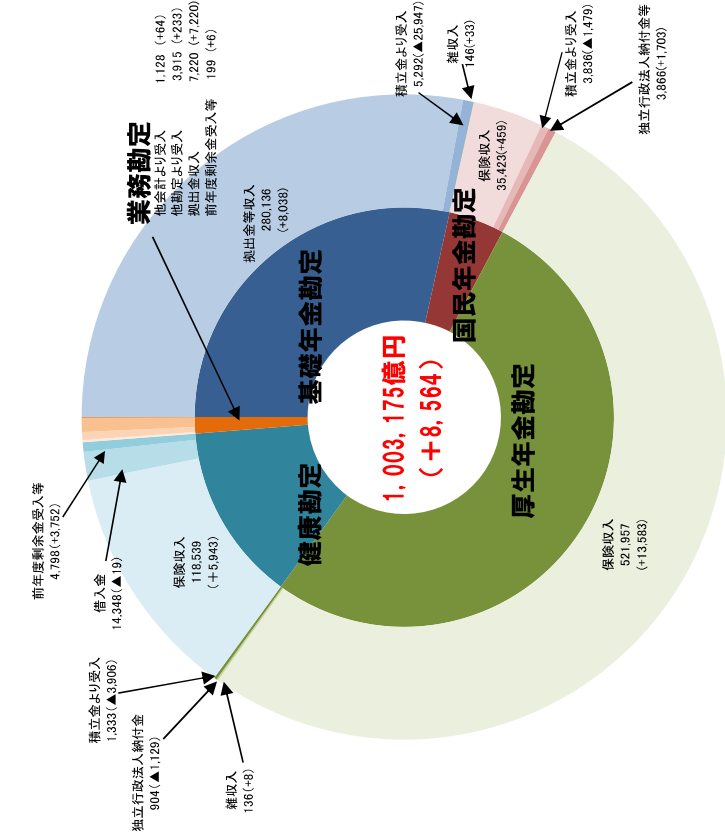 1,003,175億円
(＋8,564)
基礎年金勘定
拠出金等収入
280,136
(+8,038)
積立金より受入
5,292(▲25,947)
雑収入
146(+33)
国民年金勘定
保険収入
35,423(+459)
積立金より受入
3,836(▲1,479)
独立行政法人納付金等
3,866(+1,703)
厚生年金勘定
保険収入
521,957
(+13,583)
積立金より受入
1,333(▲3,906)
独立行政法人納付金
904(▲1,129)
雑収入
136(+8)
健康勘定
保険収入
118,539
(＋5,943)
借入金
14,348(▲19)
前年度剰余金受入等
4,798(+3,752)
業務勘定
他会計より受入 1,128 (+64)
他勘定より受入 3,915 (+233)
拠出金収入 7,220 (+7,220)
前年度剰余金受入等 199 (+6)